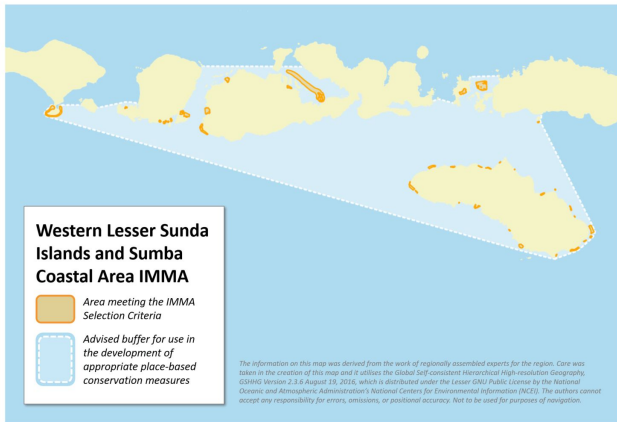 Western Lesser Sunda
Islands and Sumba
Coastal Area IMMA
Area meeting the IMMA
Selection Criteria
Advised buffer for use in
the development of
appropriate place-based
conservation measures
The information on this map was derived from the work of regionally assembled experts for the region. Care was
taken in the creation of this map and it utilises the Global Self-consistent Hierarchical High-resolution Geography,
GSHHG Version 2.3.6 August 19, 2016, which is distributed under the Lesser GNU Public License by the National
Oceanic and Atmospheric Administration's National Centers for Environmental Information (NCEI). The authors cannot
accept any responsibility for errors, omissions, or positional accuracy. Not to be used for purposes of navigation.